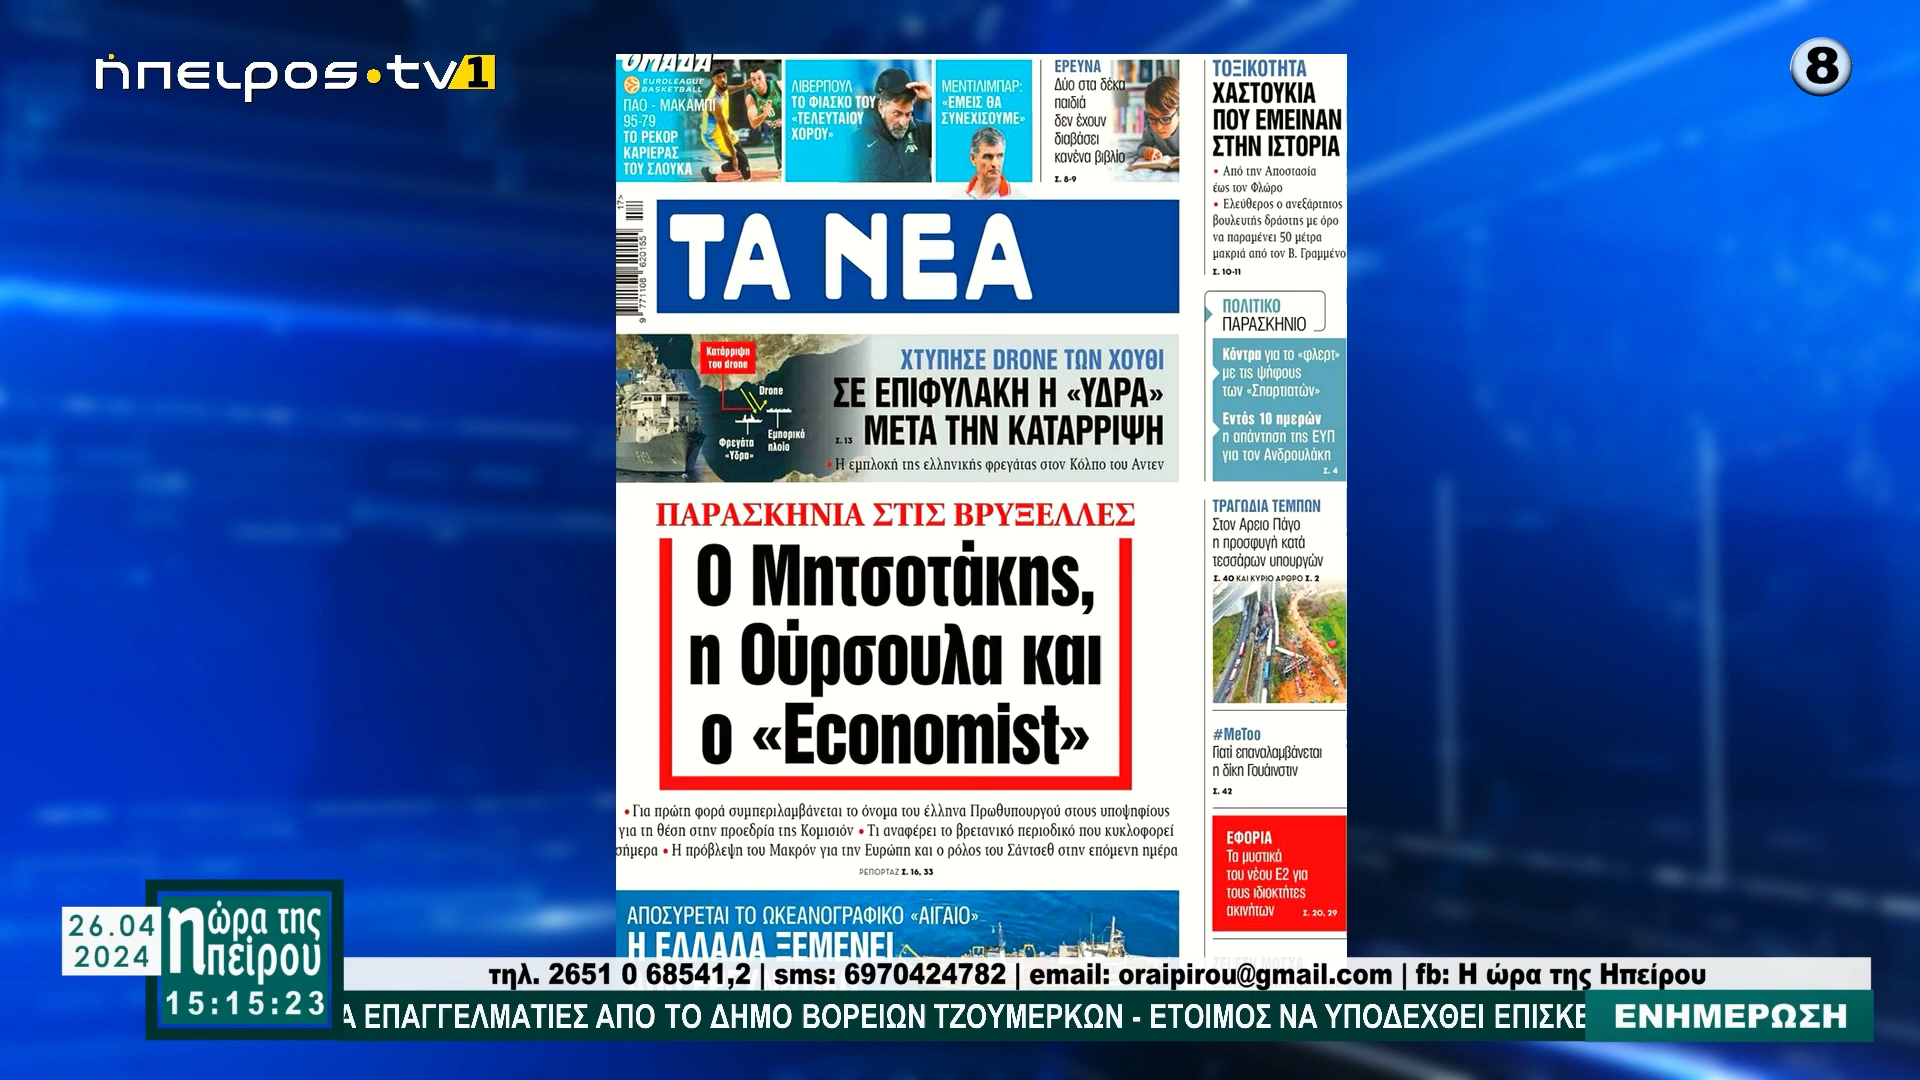 ήπειρος.tv1
8
ΟΜΑΔΑ
EUROLEAGUE
BASKETBALL
ΠΑΟ - ΜΑΚΑΜΠΙ
95-79
ΤΟ ΡΕΚΟΡ
ΚΑΡΙΕΡΑΣ
ΤΟΥ ΣΛΟΥΚΑ
ΛΙΒΕΡΠΟΥΛ
ΤΟ ΦΙΑΣΚΟ ΤΟΥ
«ΤΕΛΕΥΤΑΙΟΥ
ΧΟΡΟΥ»
ΜΕΝΤΙΛΙΜΠΑΡ:
«ΕΜΕΙΣ ΘΑ
ΣΥΝΕΧΙΣΟΥΜΕ»
ΕΡΕΥΝΑ
Δύο στα δέκα
παιδιά
δεν έχουν
διαβάσει
κανένα βιβλίο
Σ. 8-9
ΤΟΞΙΚΟΤΗΤΑ
ΧΑΣΤΟΥΚΙΑ
ΠΟΥ ΕΜΕΙΝΑΝ
ΣΤΗΝ ΙΣΤΟΡΙΑ
• Από την Αποστασία
έως τον Φλώρο
• Ελεύθερος ο ανεξάρτητος
βουλευτής δράστης με όρο
να παραμένει 50 μέτρα
μακριά από τον Β. Γραμμένο
Σ. 10-11
17>
9 771108 620155
ΤΑ ΝΕΑ
ΠΟΛΙΤΙΚΟ
ΠΑΡΑΣΚΗΝΙΟ
Κόντρα για το «φλερτ»
με τις ψήφους
των «Σπαρτιατών»
Εντός 10 ημερών
η απάντηση της ΕΥΠ
για τον Ανδρουλάκη
Σ. 4
Κατάρριψη
του drone
Drone
Φρεγάτα
«Ύδρα»
Εμπορικό
πλοίο
ΧΤΥΠΗΣΕ DRONE ΤΩΝ ΧΟΥΘΙ
ΣΕ ΕΠΙΦΥΛΑΚΗ Η «ΥΔΡΑ»
Σ. 13 ΜΕΤΑ ΤΗΝ ΚΑΤΑΡΡΙΨΗ
• Η εμπλοκή της ελληνικής φρεγάτας στον Κόλπο του Αντεν
ΠΑΡΑΣΚΗΝΙΑ ΣΤΙΣ ΒΡΥΞΕΛΛΕΣ
Ο Μητσοτάκης,
η Ούρσουλα και
ο «Economist»
• Για πρώτη φορά συμπεριλαμβάνεται το όνομα του έλληνα Πρωθυπουργού στους υποψηφίους
για τη θέση στην προεδρία της Κομισιόν • Τι αναφέρει το βρετανικό περιοδικό που κυκλοφορεί
σήμερα • Η πρόβλεψη του Μακρόν για την Ευρώπη και ο ρόλος του Σάντσεθ στην επόμενη ημέρα
ΡΕΠΟΡΤΑΖ Σ. 16, 33
ΤΡΑΓΩΔΙΑ ΤΕΜΠΩΝ
Στον Αρειο Πάγο
η προσφυγή κατά
τεσσάρων υπουργών
Σ. 40 ΚΑΙ ΚΥΡΙΟ ΑΡΘΡΟ Σ. 2
#MeToo
Γιατί επαναλαμβάνεται
η δίκη Γουάινστιν
Σ. 42
ΕΦΟΡΙΑ
Τα μυστικά
του νέου Ε2 για
τους ιδιοκτήτες
ακινήτων Σ. 20, 29
ΑΠΟΣΥΡΕΤΑΙ ΤΟ ΩΚΕΑΝΟΓΡΑΦΙΚΟ «ΑΙΓΑΙΟ»
Η ΕΛΛΑΔΑ ΞΕΜΕΝΕΙ
26.04
2024
η ώρα της
Ηπείρου
15:15:23
τηλ. 2651 0 68541,2 | sms: 6970424782 | email: oraipirou@gmail.com | fb: Η ώρα της Ηπείρου
Α ΕΠΑΓΓΕΛΜΑΤΙΕΣ ΑΠΟ ΤΟ ΔΗΜΟ ΒΟΡΕΙΩΝ ΤΖΟΥΜΕΡΚΩΝ - ΕΤΟΙΜΟΣ ΝΑ ΥΠΟΔΕΧΘΕΙ ΕΠΙΣΚΕ
ΕΝΗΜΕΡΩΣΗ